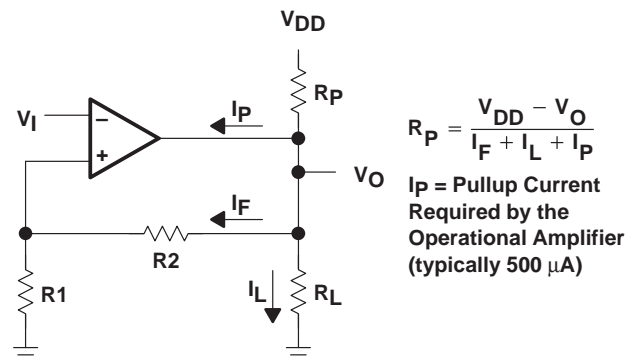 VDD
RP
VI
−
+
IP
VO
IF
R2
R1
IL
RL
RP = VDD − VO / IF + IL + IP
IP = Pullup Current
Required by the
Operational Amplifier
(typically 500 μA)